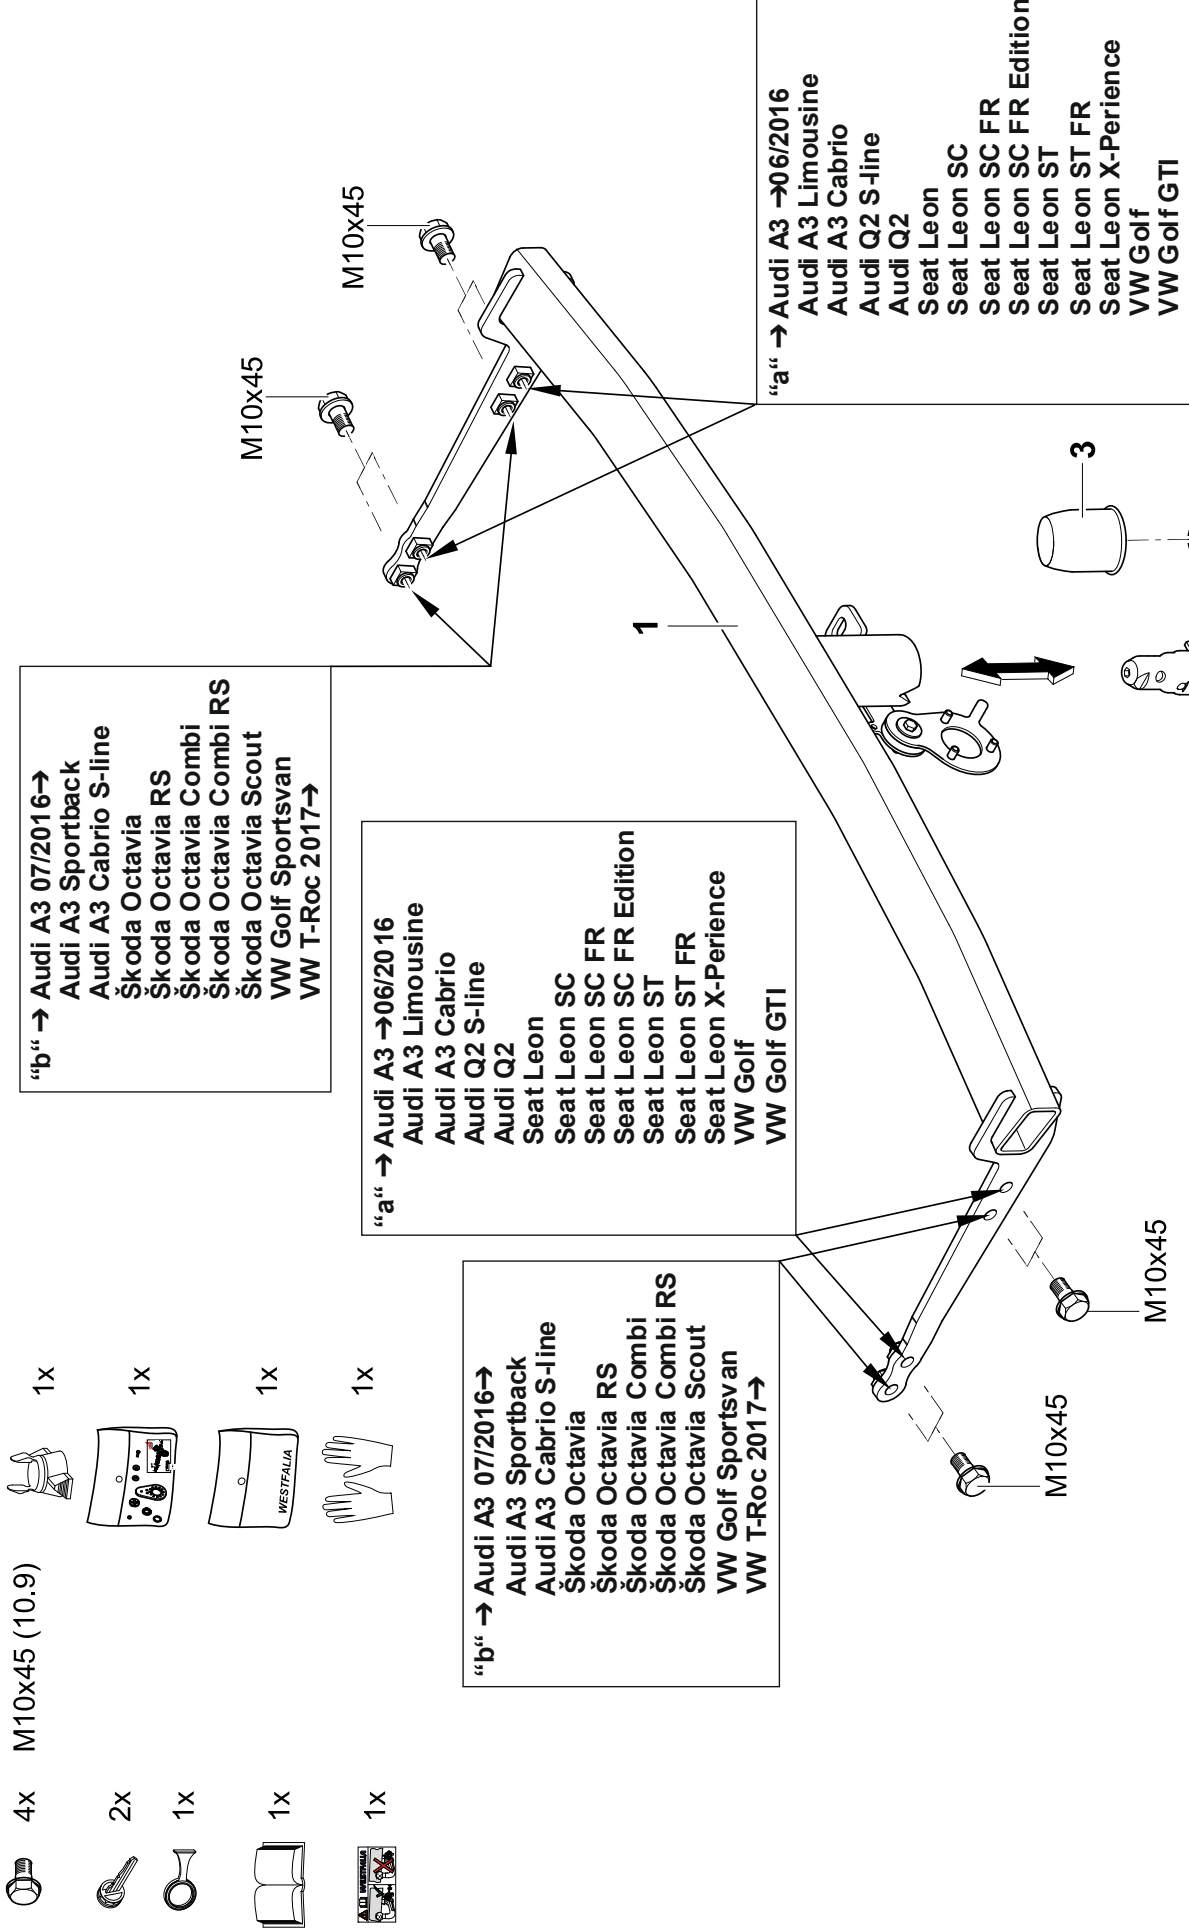 4x M10x45 (10.9)
2x
1x
1x
1x
1x
1x
WESTFALIA
1x
1x
"b“ → Audi A3 07/2016→
Audi A3 Sportback
Audi A3 Cabrio S-line
Škoda Octavia
Škoda Octavia RS
Škoda Octavia Combi
Škoda Octavia Combi RS
Škoda Octavia Scout
VW Golf Sportsvan
VW T-Roc 2017→
"a“ → Audi A3 →06/2016
Audi A3 Limousine
Audi A3 Cabrio
Audi Q2 S-line
Audi Q2
Seat Leon
Seat Leon SC
Seat Leon SC FR
Seat Leon SC FR Edition
Seat Leon ST
Seat Leon ST FR
Seat Leon X-Perience
VW Golf
VW Golf GTI
"b“ → Audi A3 07/2016→
Audi A3 Sportback
Audi A3 Cabrio S-line
Škoda Octavia
Škoda Octavia RS
Škoda Octavia Combi
Škoda Octavia Combi RS
Škoda Octavia Scout
VW Golf Sportsvan
VW T-Roc 2017→
M10x45
M10x45
M10x45
M10x45
1
3
"a“ → Audi A3 →06/2016
Audi A3 Limousine
Audi A3 Cabrio
Audi Q2 S-line
Audi Q2
Seat Leon
Seat Leon SC
Seat Leon SC FR
Seat Leon SC FR Edition
Seat Leon ST
Seat Leon ST FR
Seat Leon X-Perience
VW Golf
VW Golf GTI
WESTFALIA